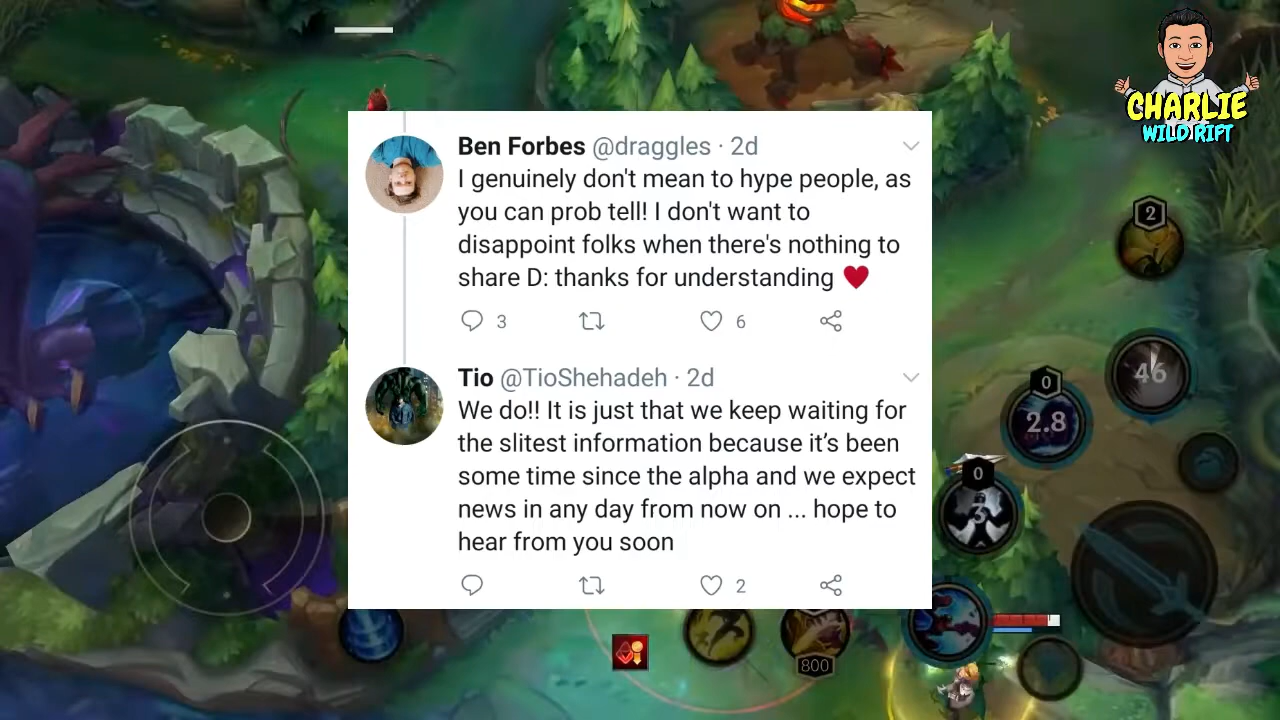 CHARLIE
WILD RIFT
Ben Forbes @draggles · 2d
I genuinely don't mean to hype people, as
you can prob tell! I don't want to
disappoint folks when there's nothing to
share D: thanks for understanding ♥
3 6
Tio @TioShehadeh · 2d
We do!! It is just that we keep waiting for
the slitest information because it’s been
some time since the alpha and we expect
news in any day from now on ... hope to
hear from you soon
2
2
46
0
2.8
0
3
800